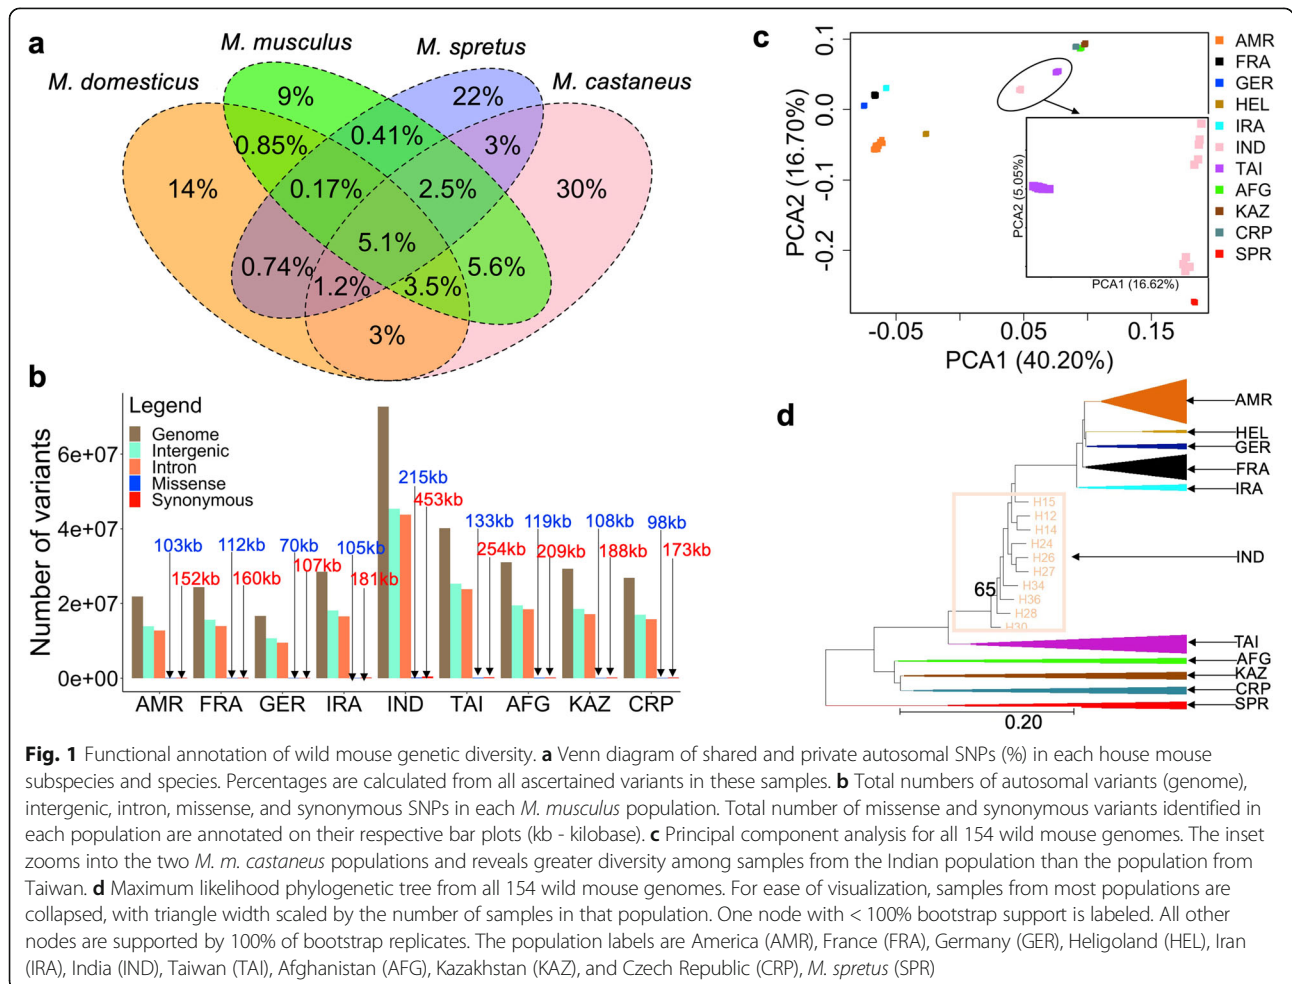 a
M. musculus
M. spretus
M. domesticus
M. castaneus
9%
22%
0.41%
0.85%
3%
14%
0.17%
2.5%
30%
5.1%
0.74%
1.2%
3.5%
5.6%
3%
b
Legend
Genome
Intergenic
Intron
Missense
Synonymous
Number of variants
6e+07
4e+07
2e+07
0e+00
103kb
152kb
112kb
160kb
70kb
107kb
105kb
181kb
215kb
453kb
133kb
254kb
119kb
209kb
108kb
188kb
98kb
173kb
AMR FRA GER IRA IND TAI AFG KAZ CRP
c
PCA2 (16.70%)
0.1
0.0
-0.1
-0.2
-0.05 0.05 0.15
PCA1 (40.20%)
PCA2 (5.05%)
PCA1 (16.62%)
AMR
FRA
GER
HEL
IRA
IND
TAI
AFG
KAZ
CRP
SPR
d
AMR
HEL
GER
FRA
IRA
H15
H12
H14
H24
H26
H27
H34
H36
H28
H30
IND
65
TAI
AFG
KAZ
CRP
SPR
0.20
Fig. 1 Functional annotation of wild mouse genetic diversity. a Venn diagram of shared and private autosomal SNPs (%) in each house mouse
subspecies and species. Percentages are calculated from all ascertained variants in these samples. b Total numbers of autosomal variants (genome),
intergenic, intron, missense, and synonymous SNPs in each M. musculus population. Total number of missense and synonymous variants identified in
each population are annotated on their respective bar plots (kb - kilobase). c Principal component analysis for all 154 wild mouse genomes. The inset
zooms into the two M. m. castaneus populations and reveals greater diversity among samples from the Indian population than the population from
Taiwan. d Maximum likelihood phylogenetic tree from all 154 wild mouse genomes. For ease of visualization, samples from most populations are
collapsed, with triangle width scaled by the number of samples in that population. One node with < 100% bootstrap support is labeled. All other
nodes are supported by 100% of bootstrap replicates. The population labels are America (AMR), France (FRA), Germany (GER), Heligoland (HEL), Iran
(IRA), India (IND), Taiwan (TAI), Afghanistan (AFG), Kazakhstan (KAZ), and Czech Republic (CRP), M. spretus (SPR)